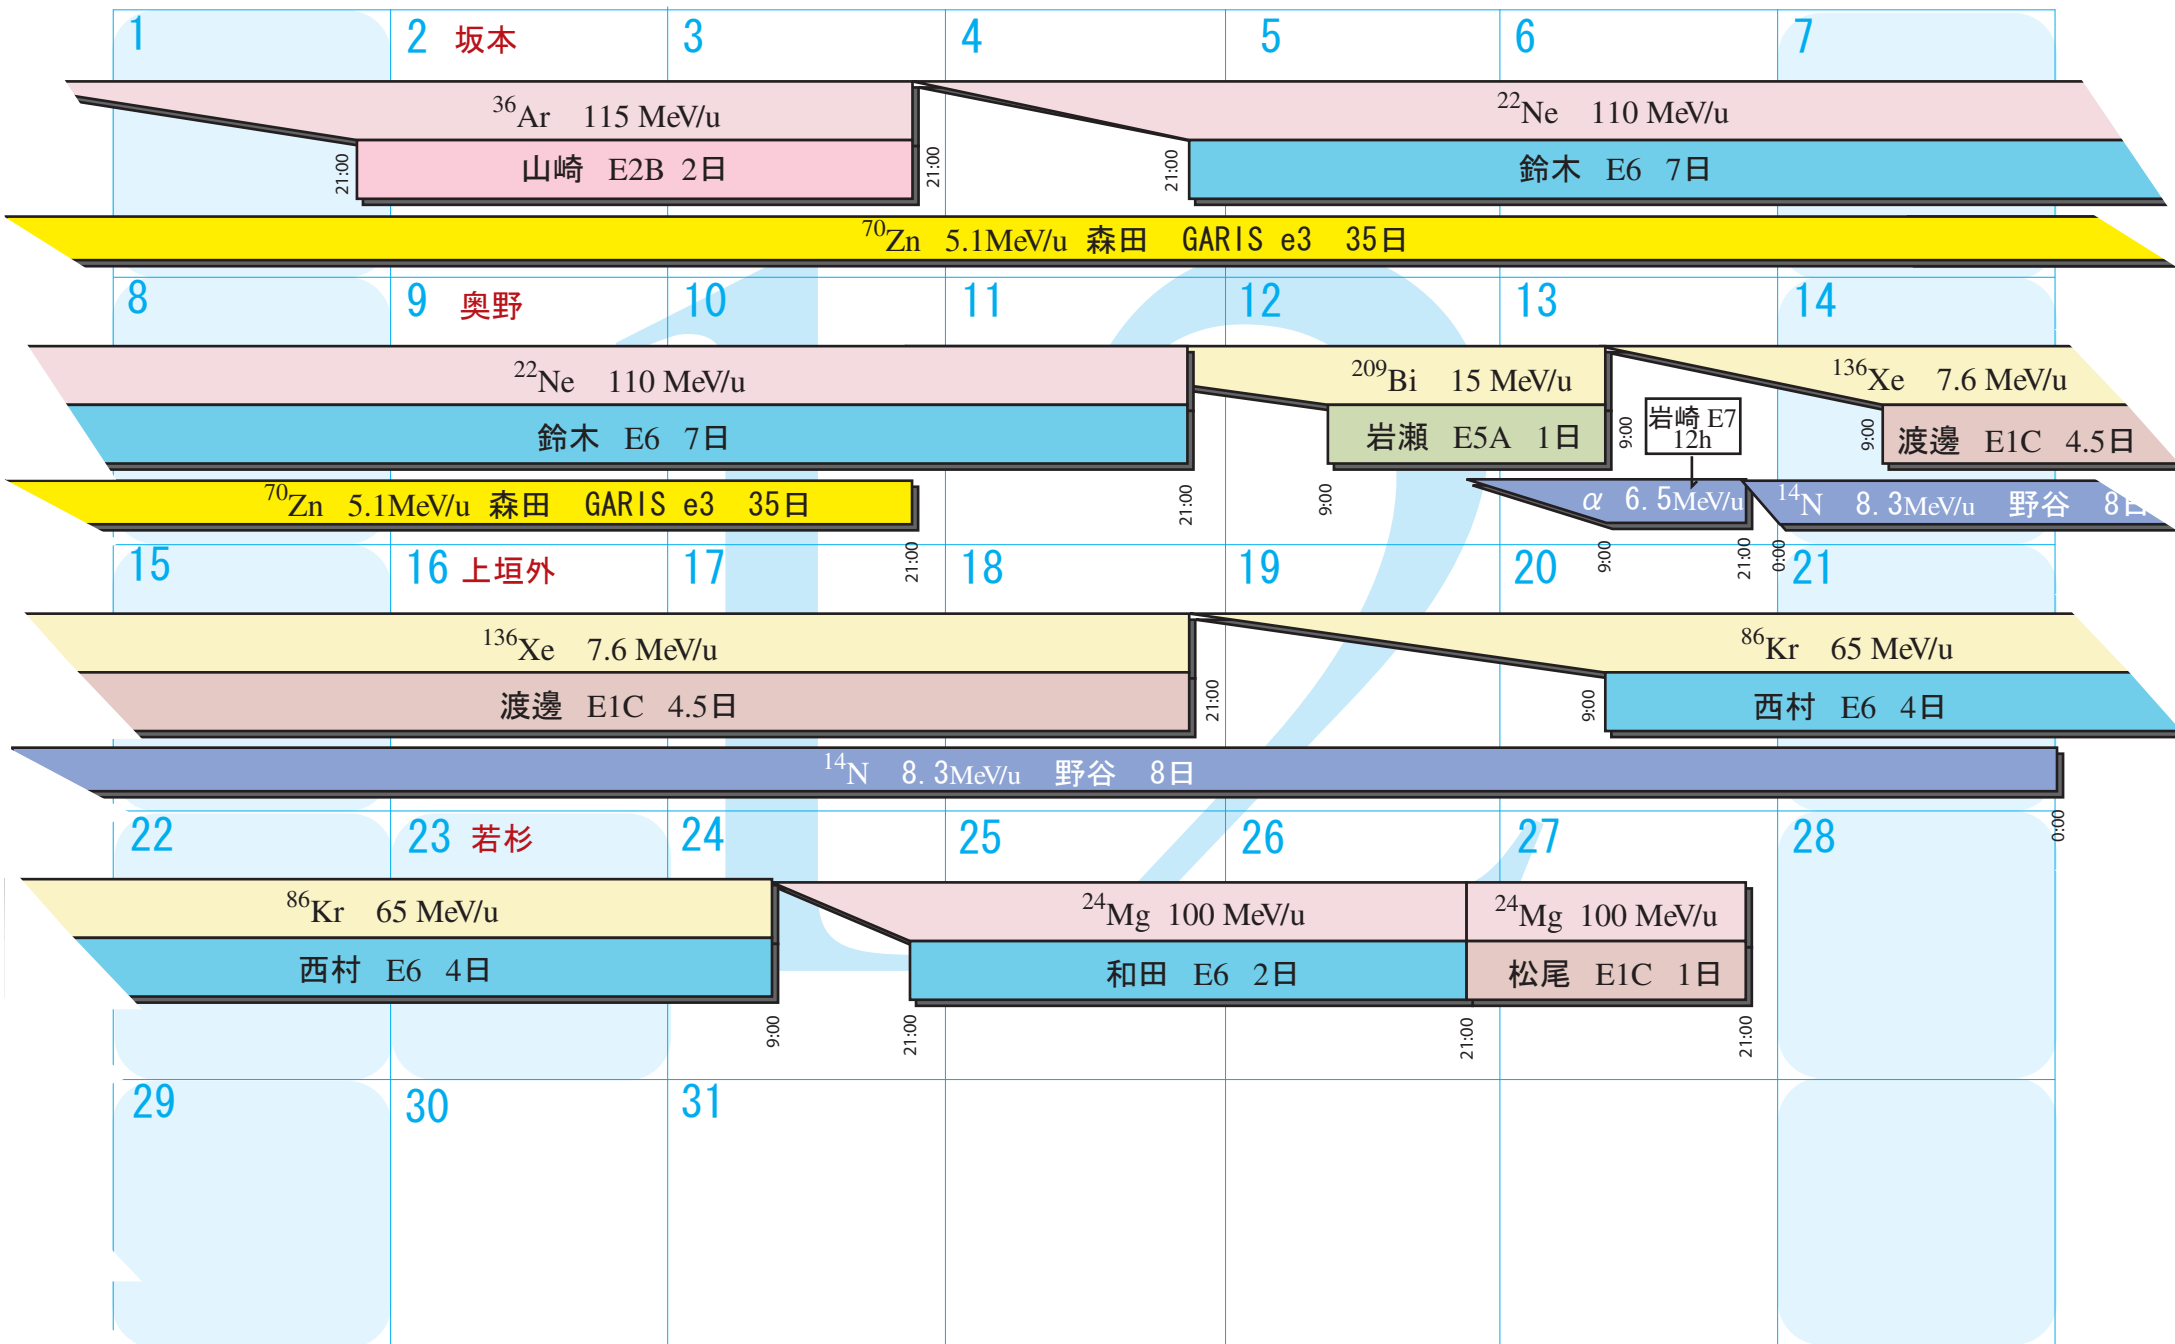 1 2 坂本 3 4 5 6 7
36Ar 115 MeV/u 22Ne 110 MeV/u
21:00 山崎 E2B 2日 21:00 21:00 鈴木 E6 7日
70Zn 5.1MeV/u 森田 GARIS e3 35日
8 9 奥野 10 11 12 13 14
22Ne 110 MeV/u 209Bi 15 MeV/u 136Xe 7.6 MeV/u
鈴木 E6 7日 岩瀬 E5A 1日 9:00 岩崎 E7
12h
9:00 渡邊 E1C 4.5日
70Zn 5.1MeV/u 森田 GARIS e3 35日 21:00 9:00 α 6.5MeV/u 14N 8.3MeV/u 野谷 8日
21:00 9:00 21:00 0:00
15 16 上垣外 17 18 19 20 21
136Xe 7.6 MeV/u 86Kr 65 MeV/u
渡邊 E1C 4.5日 21:00 9:00 西村 E6 4日
14N 8.3MeV/u 野谷 8日
0:00
22 23 若杉 24 25 26 27 28
86Kr 65 MeV/u 24Mg 100 MeV/u 24Mg 100 MeV/u
西村 E6 4日 和田 E6 2日 松尾 E1C 1日
9:00 21:00 21:00 21:00
29 30 31
12